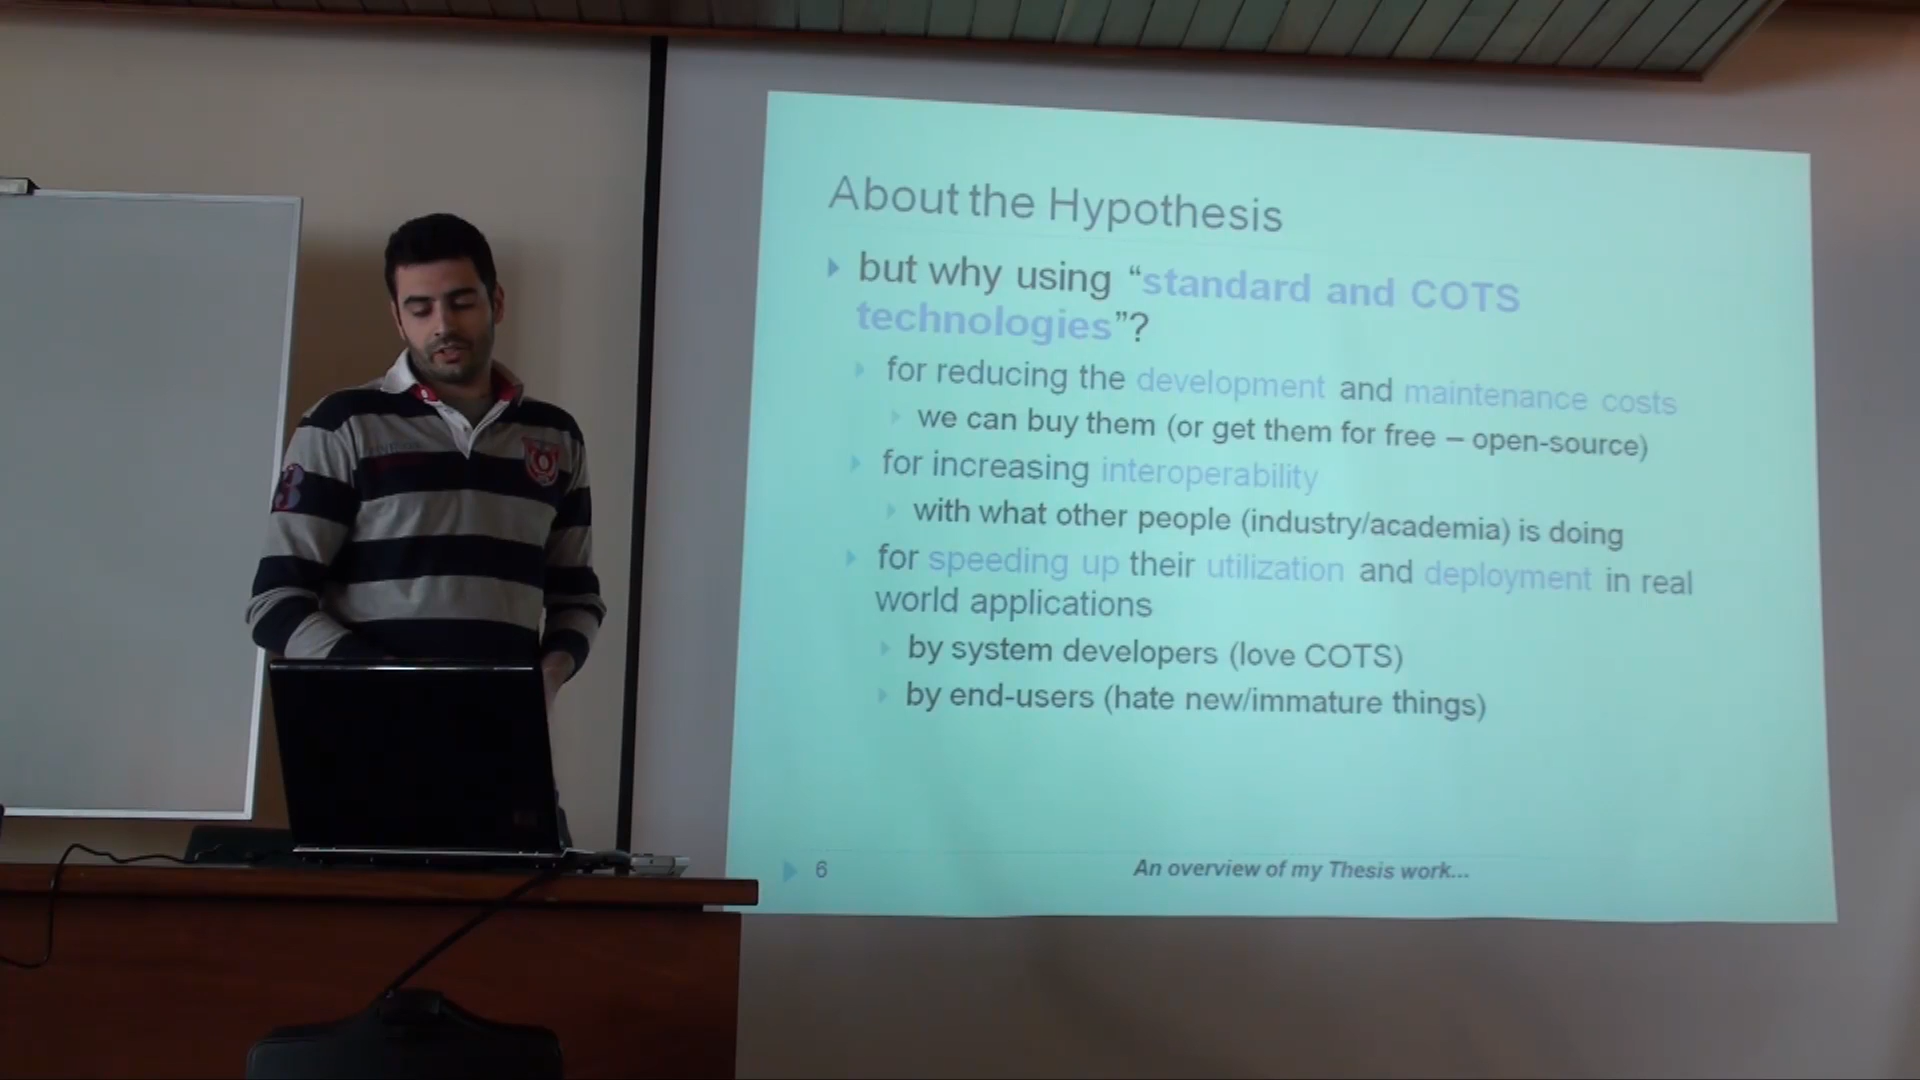 About the Hypothesis
but why using “standard and COTS
technologies”?
for reducing the development and maintenance costs
we can buy them (or get them for free – open-source)
for increasing interoperability
with what other people (industry/academia) is doing
for speeding up their utilization and deployment in real
world applications
by system developers (love COTS)
by end-users (hate new/immature things)
6
An overview of my Thesis work...
3